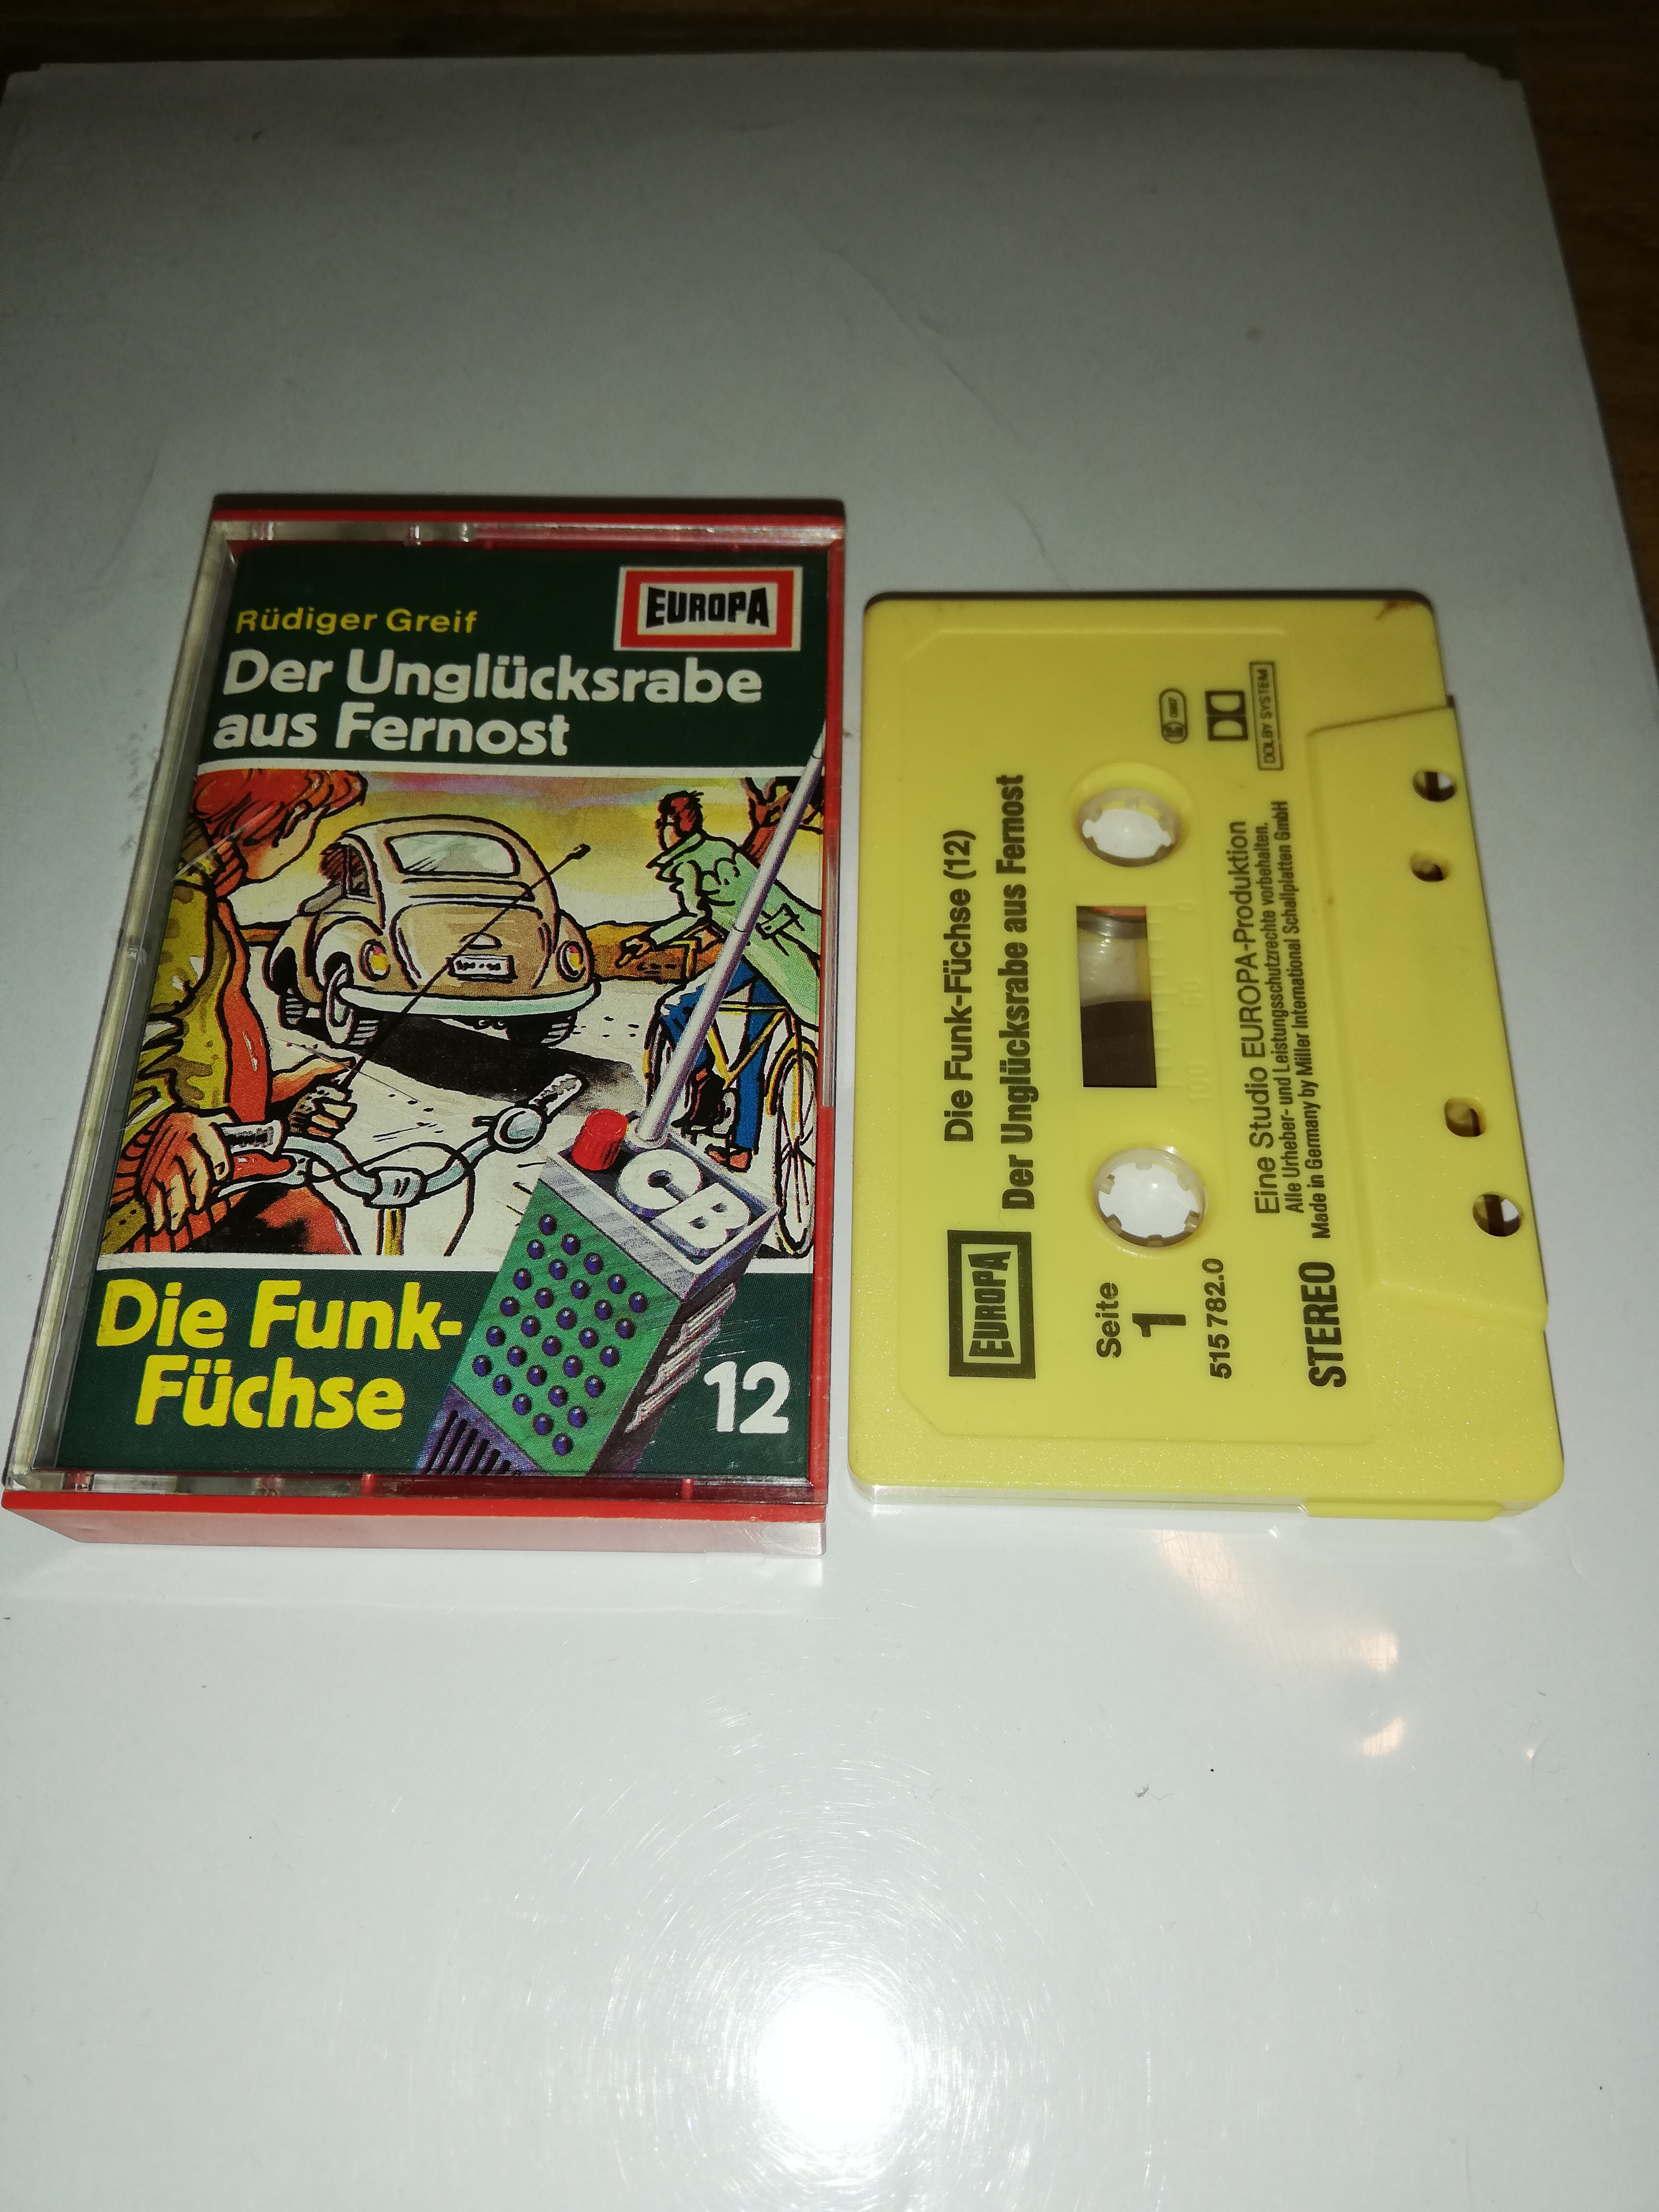 Rüdiger Greif
EUROPA
Der Unglücksrabe
aus Fernost
CB
Die Funk-
Füchse
12
EUROPA
Die Funk-Füchse (12)
Der Unglücksrabe aus Fernost
Seite
1
515 782.0
STEREO
Eine Studio EUROPA-Produktion
Alle Urheber- und Leistungsschutzrechte vorbehalten.
Made in Germany by Miller International Schallplatten GmbH
DOLBY SYSTEM